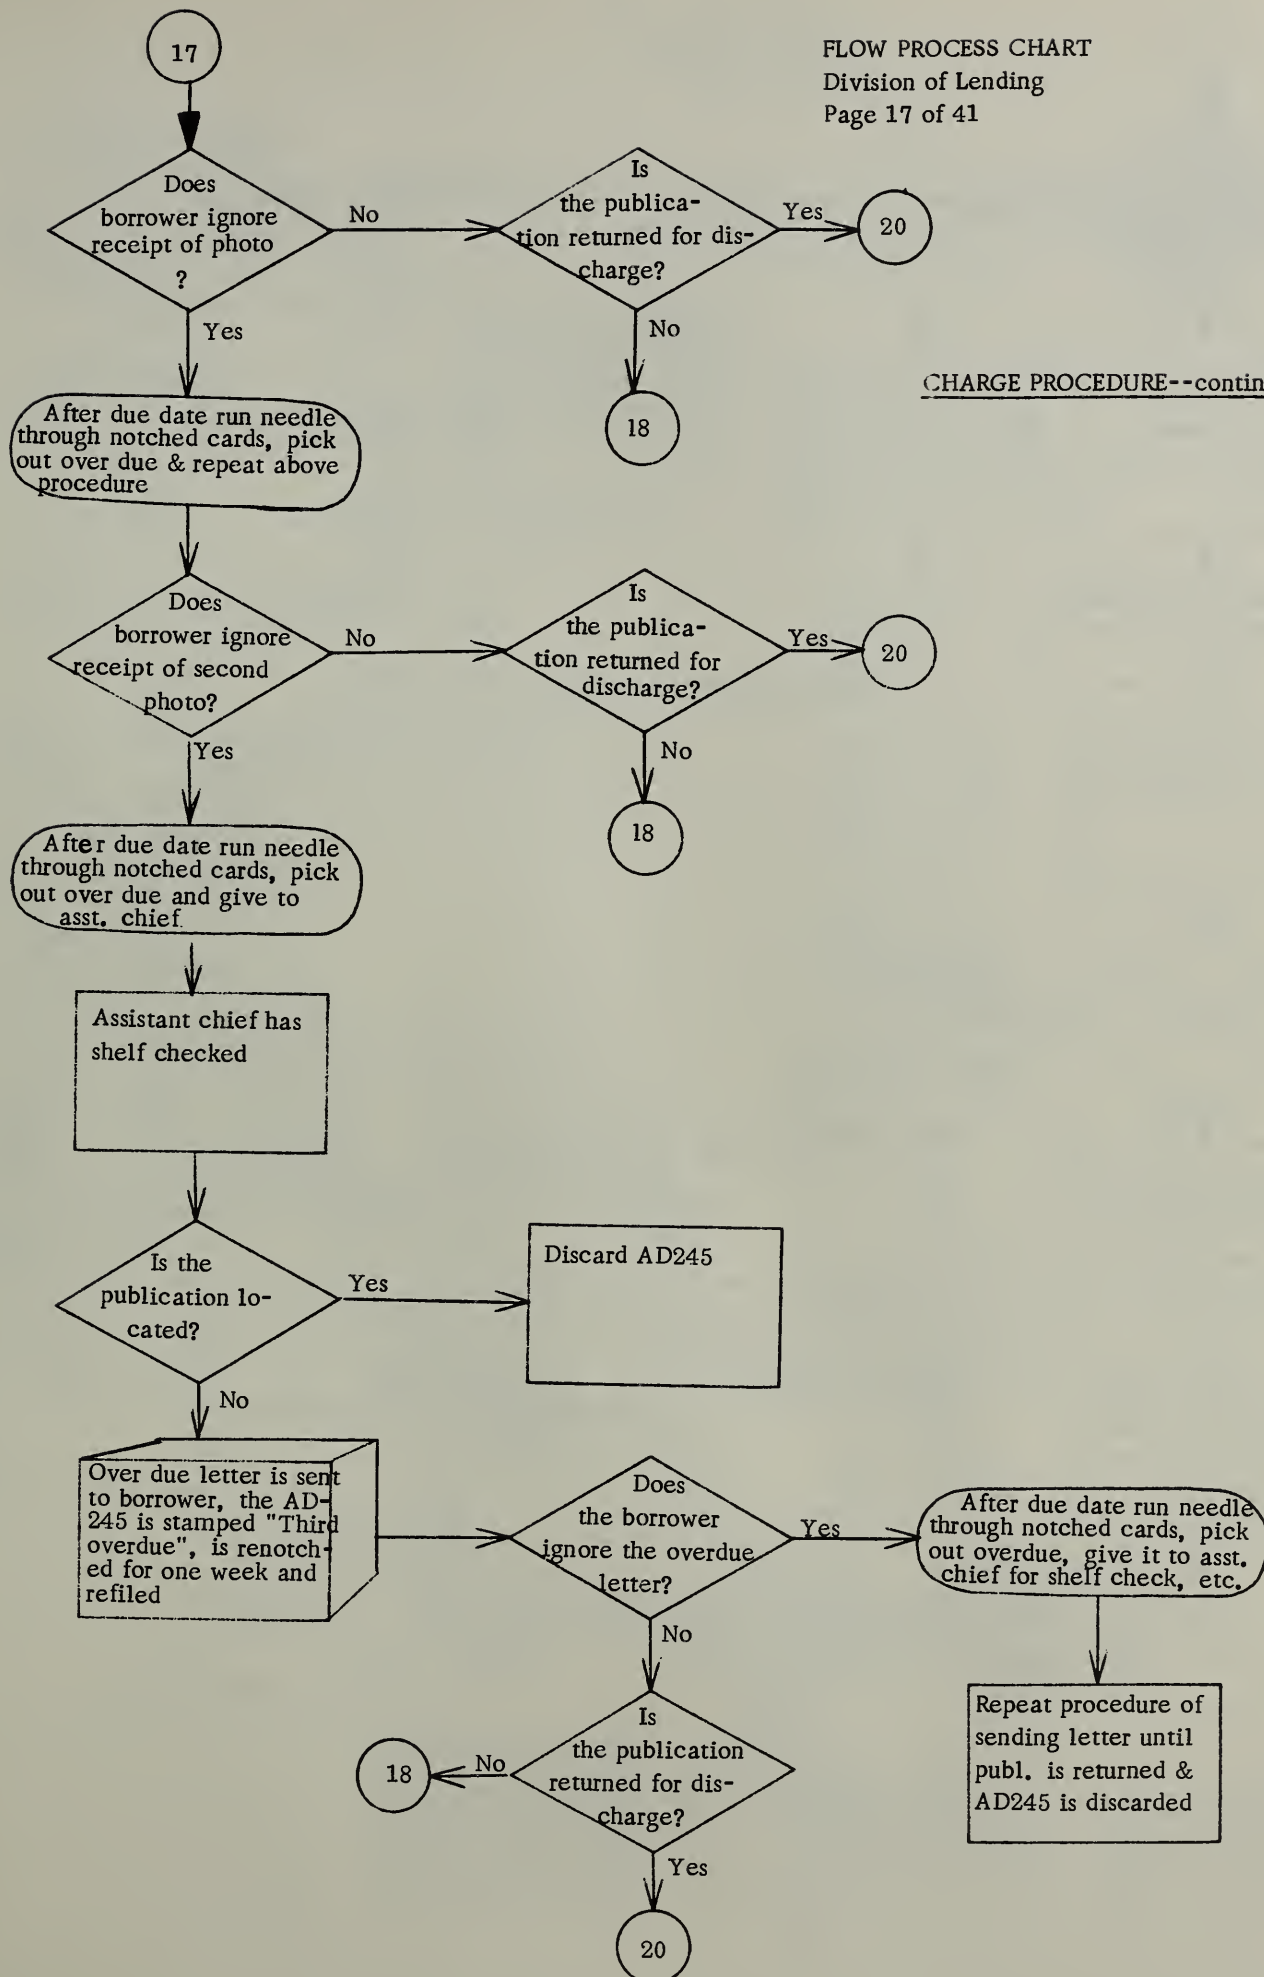 17
FLOW PROCESS CHART
Division of Lending
Page 17 of 41
Does
borrower ignore
receipt of photo
?
No
Is
the publica-
tion returned for dis-
charge?
Yes
20
Yes
No
18
CHARGE PROCEDURE--contin
After due date run needle
through notched cards, pick
out over due & repeat above
procedure
Does
borrower ignore
receipt of second
photo?
No
Is
the publica-
tion returned for
discharge?
Yes
20
Yes
No
18
After due date run needle
through notched cards, pick
out over due and give to
asst. chief
Assistant chief has
shelf checked
Is the
publication lo-
cated?
Yes
Discard AD245
No
Over due letter is sent
to borrower, the AD-
245 is stamped "Third
overdue", is renotch-
ed for one week and
refiled
Does
the borrower
ignore the overdue
letter?
Yes
After due date run needle
through notched cards, pick
out overdue, give it to asst.
chief for shelf check, etc.
No
Repeat procedure of
sending letter until
publ. is returned &
AD245 is discarded
Is
the publication
returned for dis-
charge?
No
18
Yes
20